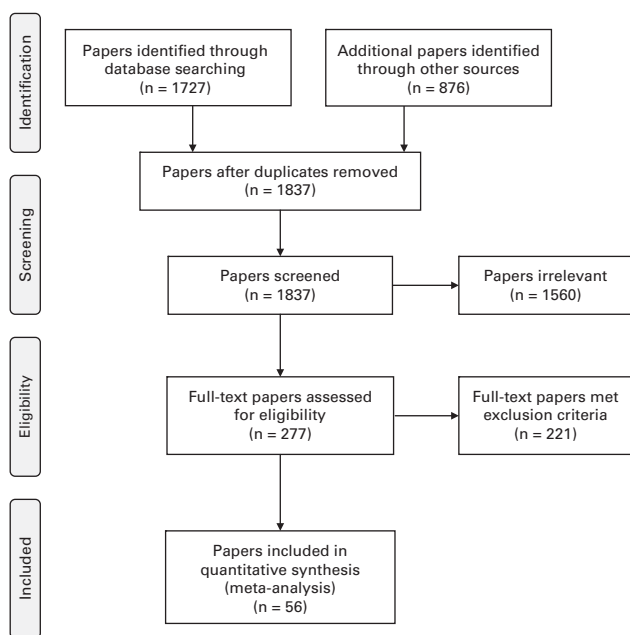 Identification
Papers identified through
database searching
(n = 1727)
Additional papers identified
through other sources
(n = 876)
Papers after duplicates removed
(n = 1837)
Screening
Papers screened
(n = 1837)
Papers irrelevant
(n = 1560)
Eligibility
Full-text papers assessed
for eligibility
(n = 277)
Full-text papers met
exclusion criteria
(n = 221)
Included
Papers included in
quantitative synthesis
(meta-analysis)
(n = 56)